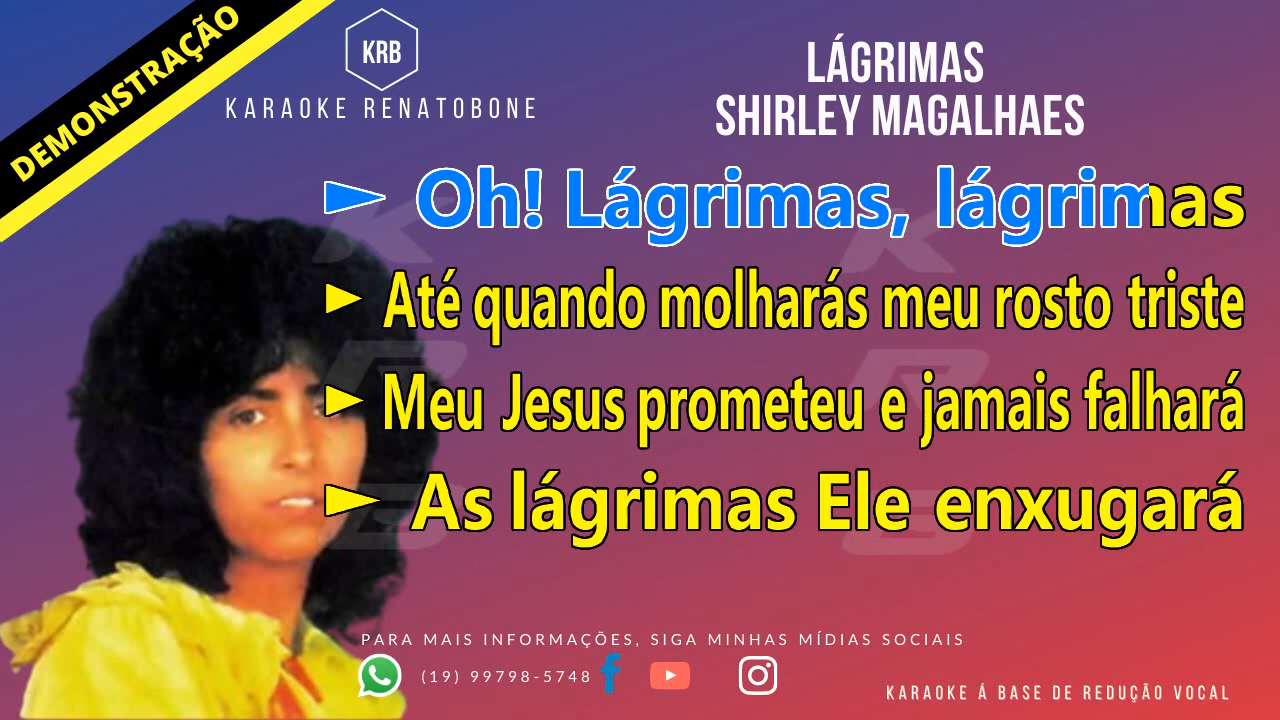 DEMONSTRAÇÃO
KRB
KARAOKE RENATOBONE
LÁGRIMAS
SHIRLEY MAGALHAES
Oh! Lágrimas, lágrimas
Até quando molharás meu rosto triste
Meu Jesus prometeu e jamais falhará
As lágrimas Ele enxugará
K K
R R
B B
PARA MAIS INFORMAÇÕES, SIGA MINHAS MÍDIAS SOCIAIS
(19) 99798-5748
KARAOKE Á BASE DE REDUÇÃO VOCAL